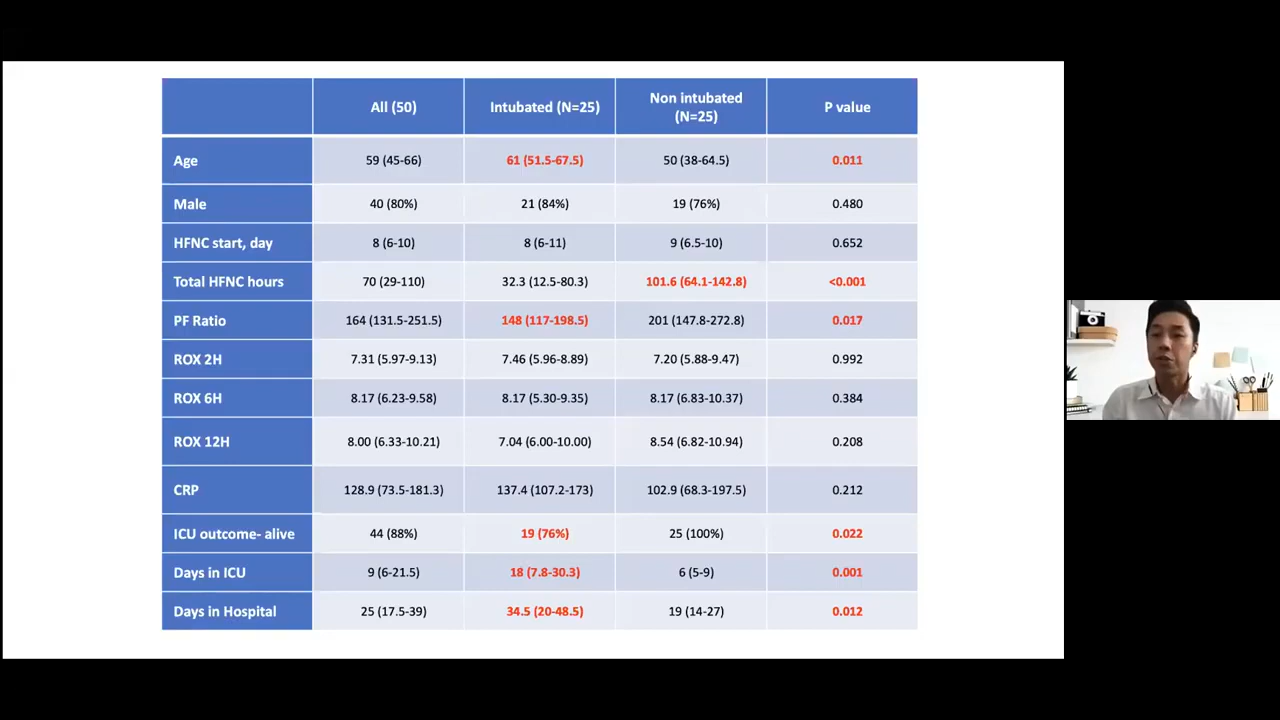 All (50) Intubated (N=25) Non intubated (N=25) P value
Age 59 (45-66) 61 (51.5-67.5) 50 (38-64.5) 0.011
Male 40 (80%) 21 (84%) 19 (76%) 0.480
HFNC start, day 8 (6-10) 8 (6-11) 9 (6.5-10) 0.652
Total HFNC hours 70 (29-110) 32.3 (12.5-80.3) 101.6 (64.1-142.8) <0.001
PF Ratio 164 (131.5-251.5) 148 (117-198.5) 201 (147.8-272.8) 0.017
ROX 2H 7.31 (5.97-9.13) 7.46 (5.96-8.89) 7.20 (5.88-9.47) 0.992
ROX 6H 8.17 (6.23-9.58) 8.17 (5.30-9.35) 8.17 (6.83-10.37) 0.384
ROX 12H 8.00 (6.33-10.21) 7.04 (6.00-10.00) 8.54 (6.82-10.94) 0.208
CRP 128.9 (73.5-181.3) 137.4 (107.2-173) 102.9 (68.3-197.5) 0.212
ICU outcome- alive 44 (88%) 19 (76%) 25 (100%) 0.022
Days in ICU 9 (6-21.5) 18 (7.8-30.3) 6 (5-9) 0.001
Days in Hospital 25 (17.5-39) 34.5 (20-48.5) 19 (14-27) 0.012